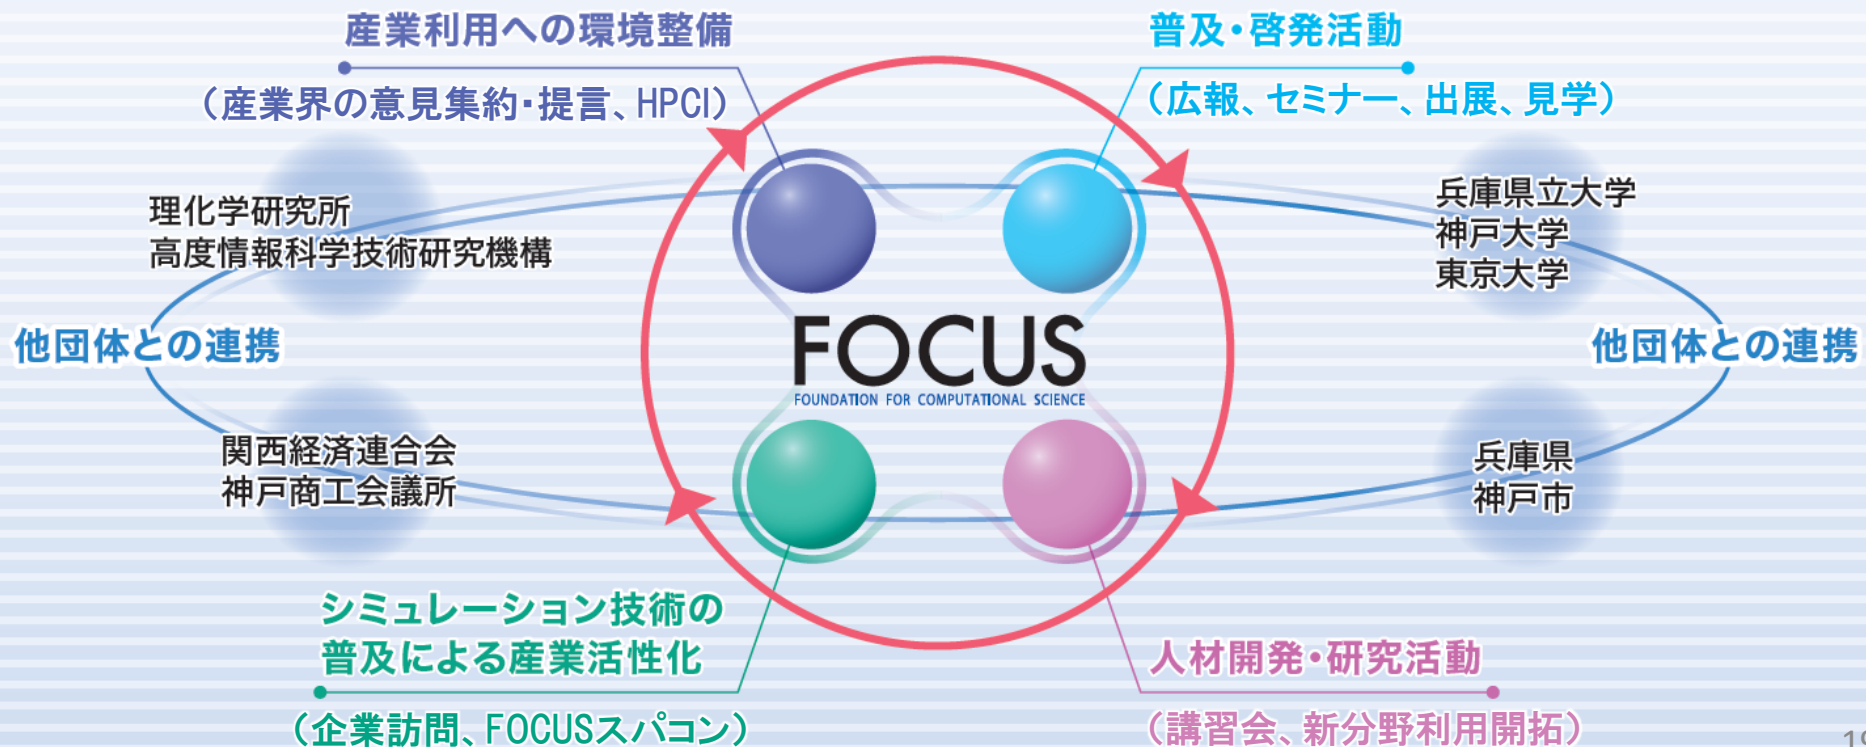 産業利用への環境整備
(産業界の意見集約・提言、HPCI)
普及・啓発活動
(広報、セミナー、出展、見学)
理化学研究所
高度情報科学技術研究機構
兵庫県立大学
神戸大学
東京大学
他団体との連携
FOCUS
FOUNDATION FOR COMPUTATIONAL SCIENCE
他団体との連携
関西経済連合会
神戸商工会議所
兵庫県
神戸市
シミュレーション技術の
普及による産業活性化
(企業訪問、FOCUSスパコン)
人材開発・研究活動
(講習会、新分野利用開拓)